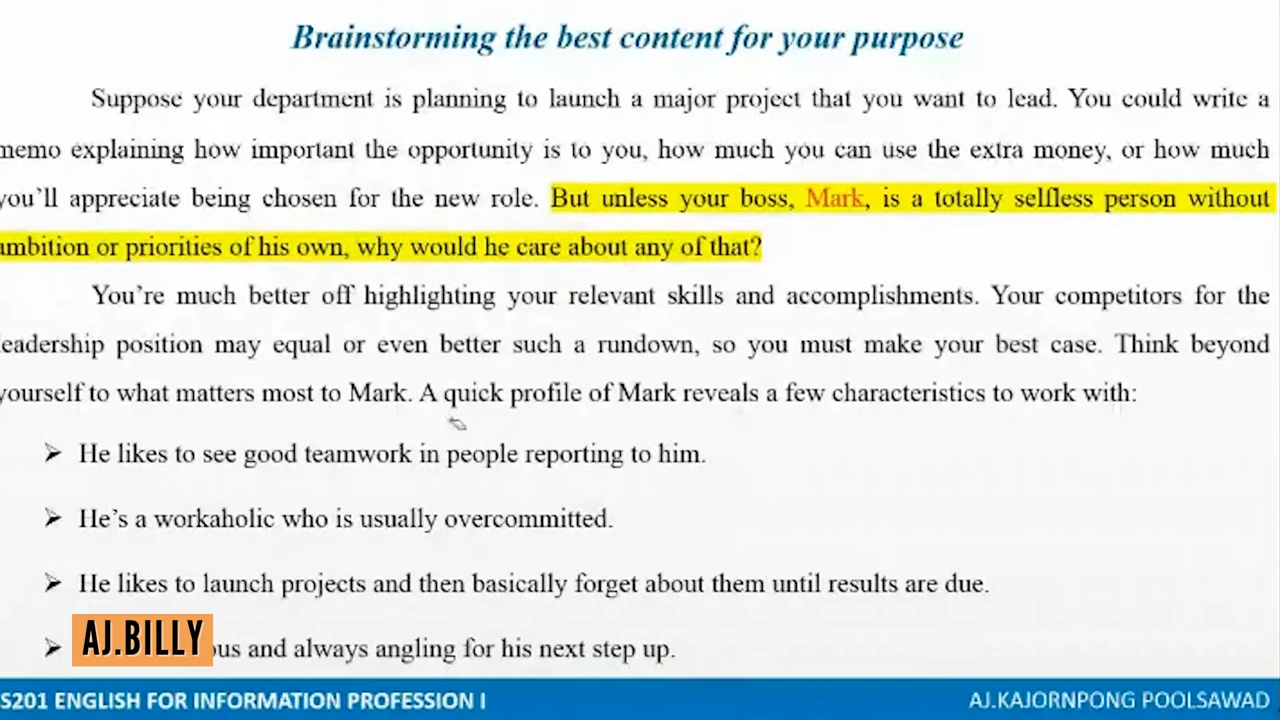 Brainstorming the best content for your purpose
Suppose your department is planning to launch a major project that you want to lead. You could write a
memo explaining how important the opportunity is to you, how much you can use the extra money, or how much
you'll appreciate being chosen for the new role. But unless your boss, Mark, is a totally selfless person without
ambition or priorities of his own, why would he care about any of that?
You're much better off highlighting your relevant skills and accomplishments. Your competitors for the
leadership position may equal or even better such a rundown, so you must make your best case. Think beyond
yourself to what matters most to Mark. A quick profile of Mark reveals a few characteristics to work with:
➤ He likes to see good teamwork in people reporting to him.
➤ He's a workaholic who is usually overcommitted.
➤ He likes to launch projects and then basically forget about them until results are due.
➤ and always angling for his next step up.
AJ.BILLY
S201 ENGLISH FOR INFORMATION PROFESSION I
AJ.KAJORNPONG POOLSAWAD